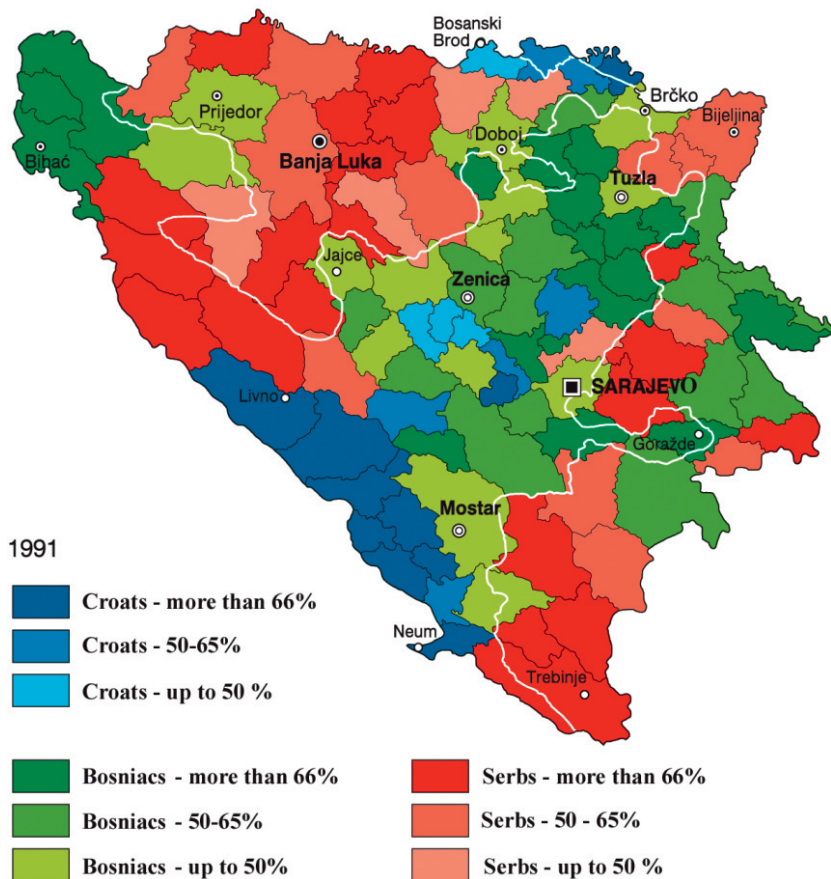 Bosanski
Brod
Prijedor
Brčko
Bijeljina
Bihać
Banja Luka
Doboj
Tuzla
Jajce
Zenica
SARAJEVO
Livno
Goražde
Mostar
1991
Croats - more than 66%
Croats - 50-65%
Neum
Trebinje
Croats - up to 50 %
Bosniacs - more than 66%
Serbs - more than 66%
Bosniacs - 50-65%
Serbs - 50 - 65%
Bosniacs - up to 50%
Serbs - up to 50 %